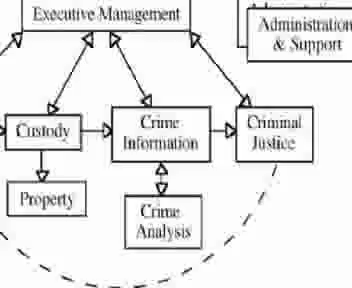 Executive Management
Administration
& Support
Custody
Crime
Information
Criminal
Justice
Property
Crime
Analysis